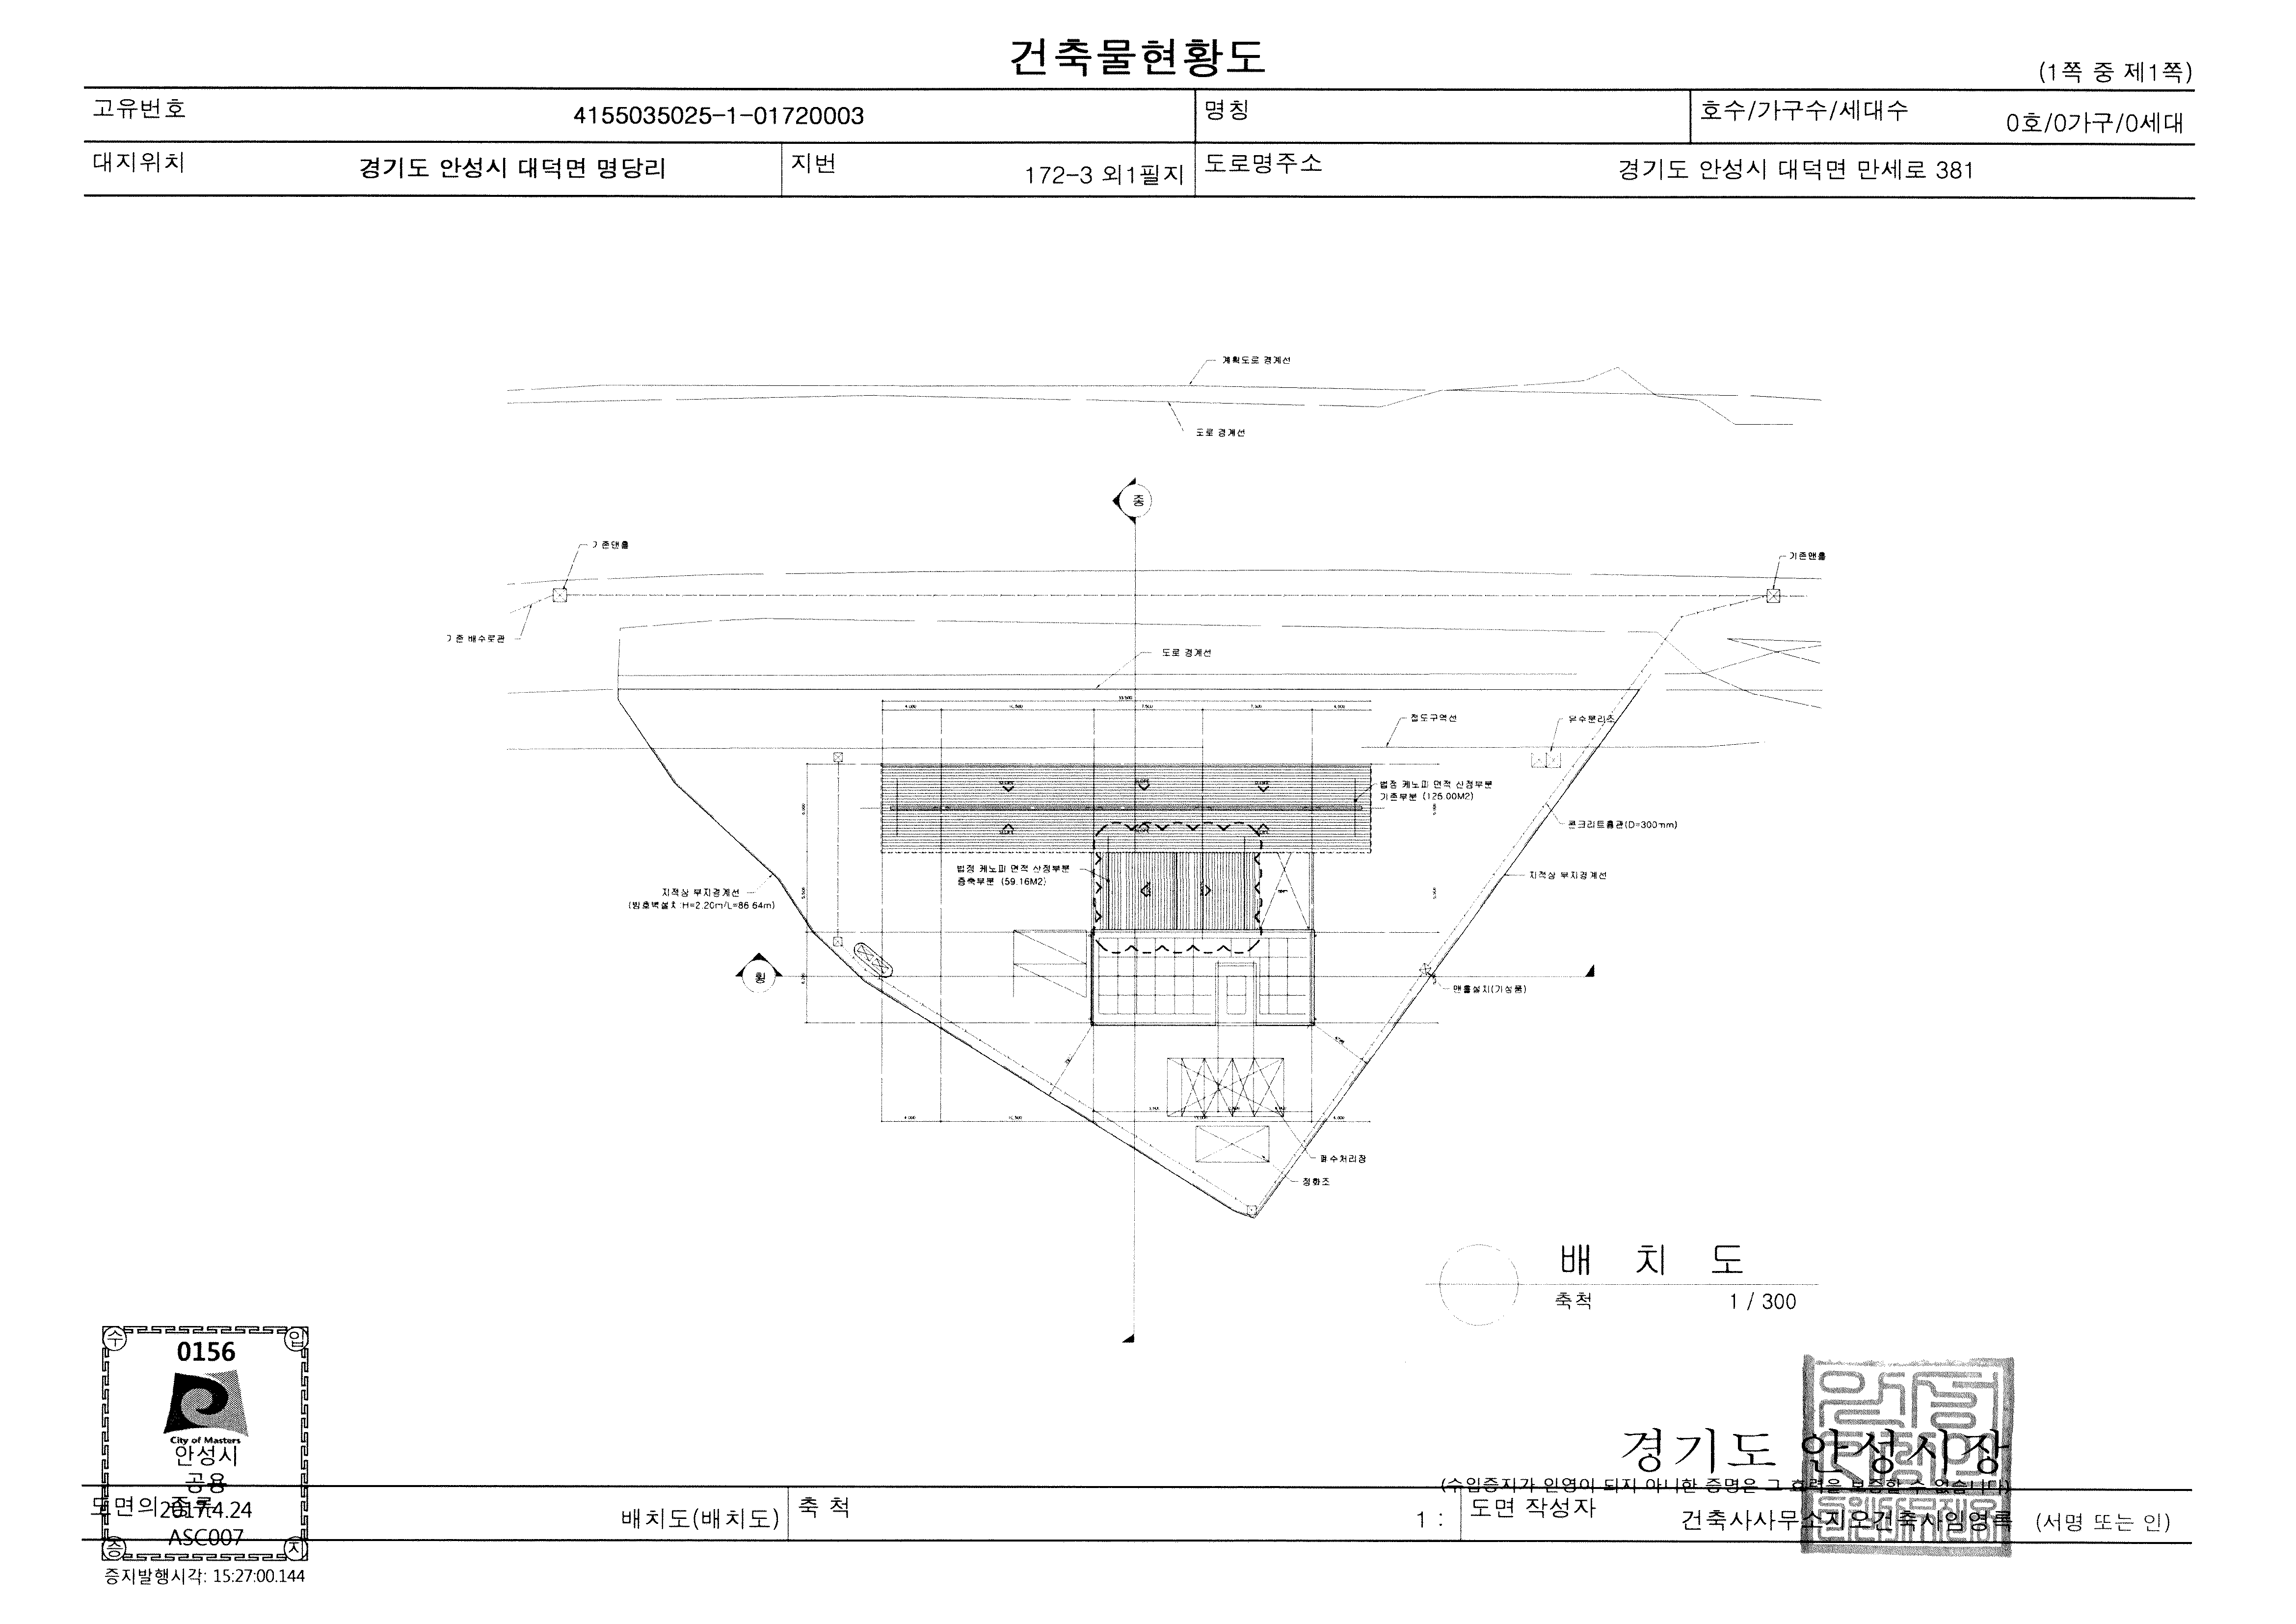 건축물현황도
(1쪽 중 제1쪽)
고유번호 4155035025-1-01720003 명칭 호수/가구수/세대수 0호/0가구/0세대
대지위치 경기도 안성시 대덕면 명당리 지번 172-3 외1필지 도로명주소 경기도 안성시 대덕면 만세로 381
계획도로 경계선
도로 경계선
종
기존맨홀
기존맨홀
기존 배수로관
도로 경계선
접도구역선
유수분리조
법정 케노피 면적 산정부분
기존부분 (126.00M2)
콘크리트흄관(D=300mm)
법정 케노피 면적 산정부분
증축부분 (59.16M2)
지적상 부지경계선
지적상 부지경계선
(방호벽설치:H=2.20m/L=86.64m)
횡
맨홀설치(기성품)
폐수처리장
정화조
배 치 도
축척 1 / 300
수 입
0156
City of Masters
안성시
공용
2017.4.24
ASC007
증 지
증지발행시각: 15:27:00.144
경기도 안성시장
(수입증지가 인영이 되지 아니한 증명은 그 효력을 보증할 수 없습니다)
도면의 종류 배치도(배치도) 축 척 1 : 도면 작성자 건축사사무소지오건축사임영록 (서명 또는 인)